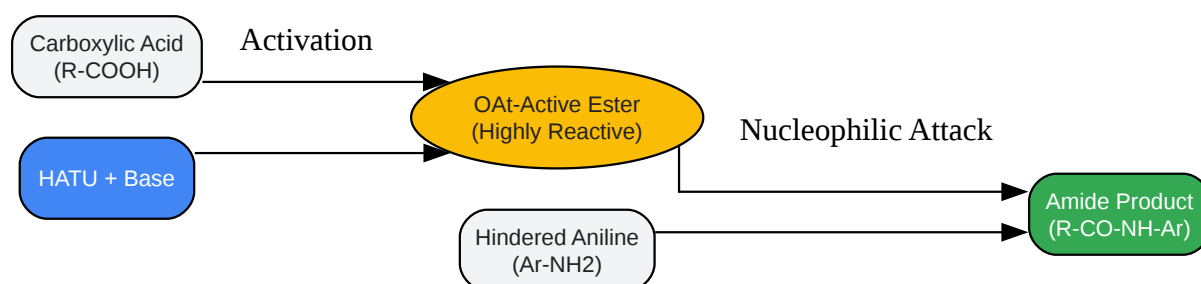 Carboxylic Acid
(R-COOH)
Activation
HATU + Base
OAt-Active Ester
(Highly Reactive)
Nucleophilic Attack
Hindered Aniline
(Ar-NH2)
Amide Product
(R-CO-NH-Ar)